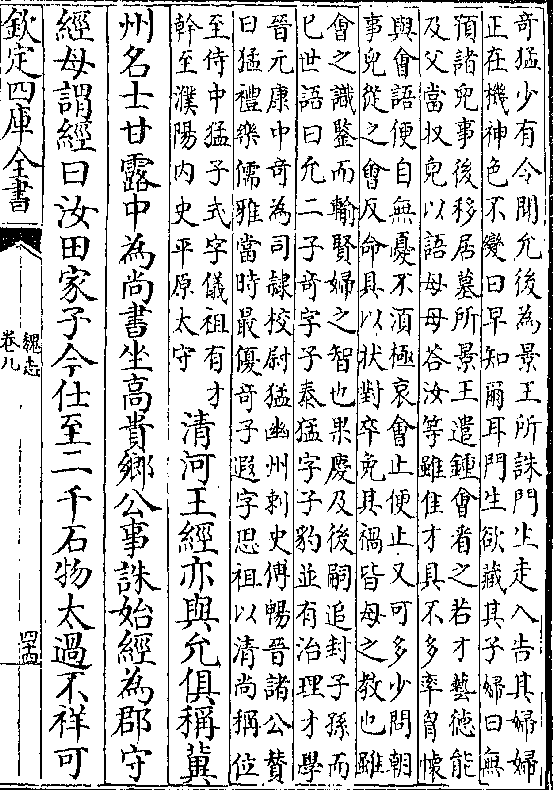 奇猛少有令聞允後為景王所誅門生走入告其婦婦
正在機神色不變曰早知爾耳門生欲藏其子婦曰無
預諸兒事後移居墓所景王遣鍾會看之若才藝德能
及父當收兒以語母母荅汝等雖佳才具不多率胷懷
與會語便自無憂不須極哀會止便止又可多少問朝
事兒從之會反命具以狀對卒免其禍皆母之教也雖
會之識鑒而輸賢婦之智也果慶及後嗣追封子孫而
已世語曰允二子奇字子泰猛字子豹並有治理才學
晉元康中奇為司隸校尉猛幽州刺史傅暢晉諸公贊
曰猛禮樂儒雅當時最優奇子遐字思祖以清尚稱位
至侍中猛子式字儀祖有才
幹至濮陽内史平原太守
清河王經亦與允俱稱冀
州名士甘露中為尚書坐高貴鄉公事誅始經為郡守
經母謂經曰汝田家子今仕至二千石物太過不祥可
欽定四庫全書
魏志
卷九
四十四